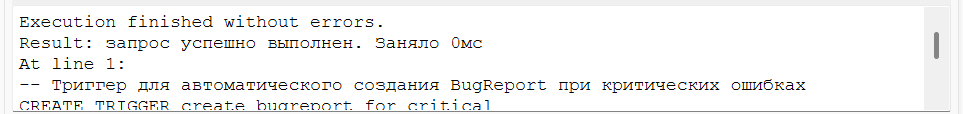 Execution finished without errors.
Result: запрос успешно выполнен. Заняло 0мс
At line 1:
-- Триггер для автоматического создания BugReport при критических ошибках
CREATE TRIGGER create_bugreport_for_critical